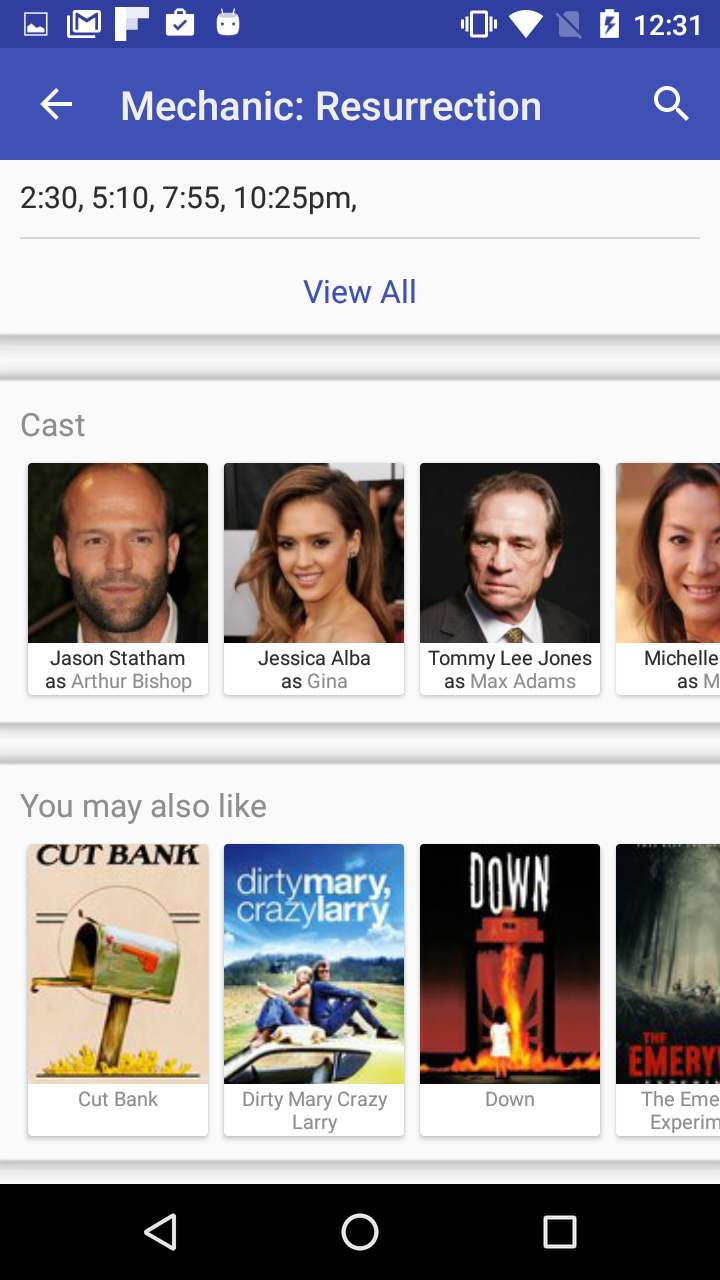 12:31
Mechanic: Resurrection
2:30, 5:10, 7:55, 10:25pm,
View All
Cast
Jason Statham
as Arthur Bishop
Jessica Alba
as Gina
Tommy Lee Jones
as Max Adams
Michelle
as M
You may also like
CUT BANK
Cut Bank
dirtymary,
crazylarry
Dirty Mary Crazy
Larry
DOWN
Down
THE
EMERY
The Eme
Experim